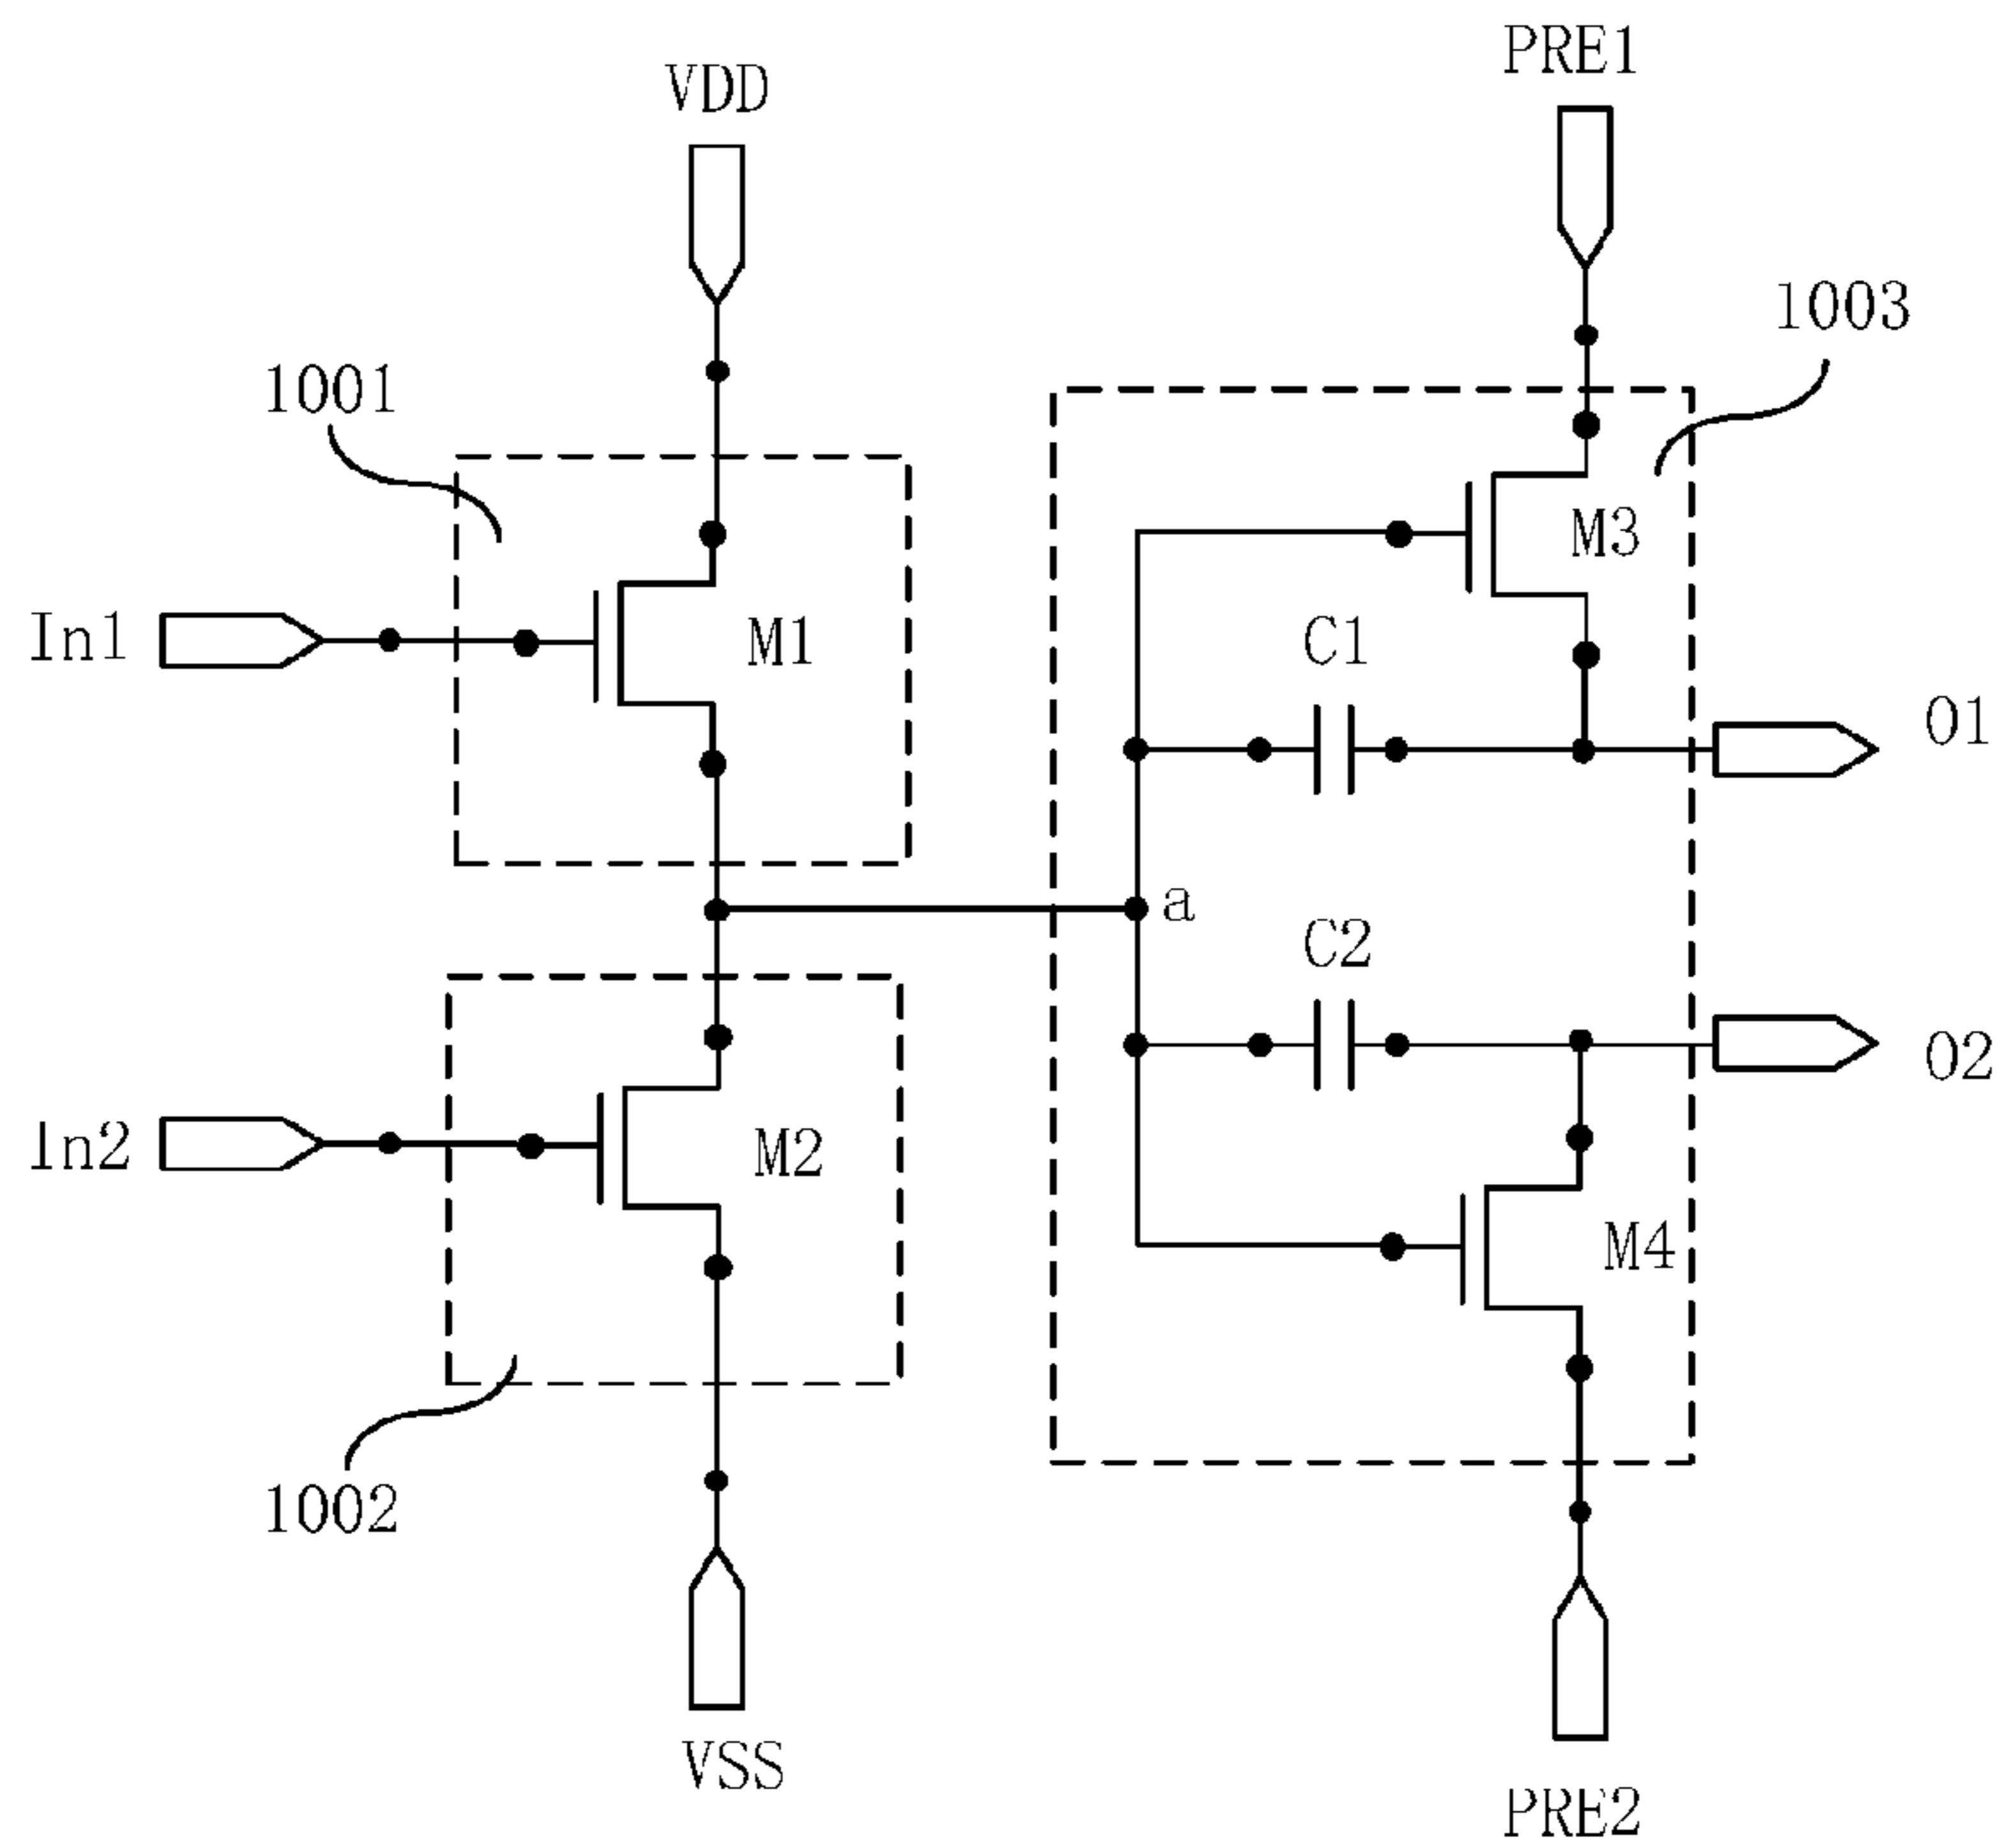 PRE1
VDD
1003
1001
M3
In1
M1
C1
O1
a
C2
O2
In2
M2
M4
1002
VSS
PRE2